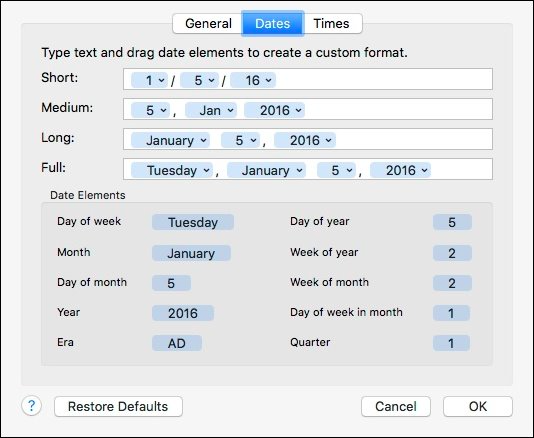 General Dates Times
Type text and drag date elements to create a custom format.
Short: 1 / 5 / 16
Medium: 5 , Jan 2016
Long: January 5 , 2016
Full: Tuesday , January 5 , 2016
Date Elements
Day of week Tuesday Day of year 5
Month January Week of year 2
Day of month 5 Week of month 2
Year 2016 Day of week in month 1
Era AD Quarter 1
? Restore Defaults Cancel OK